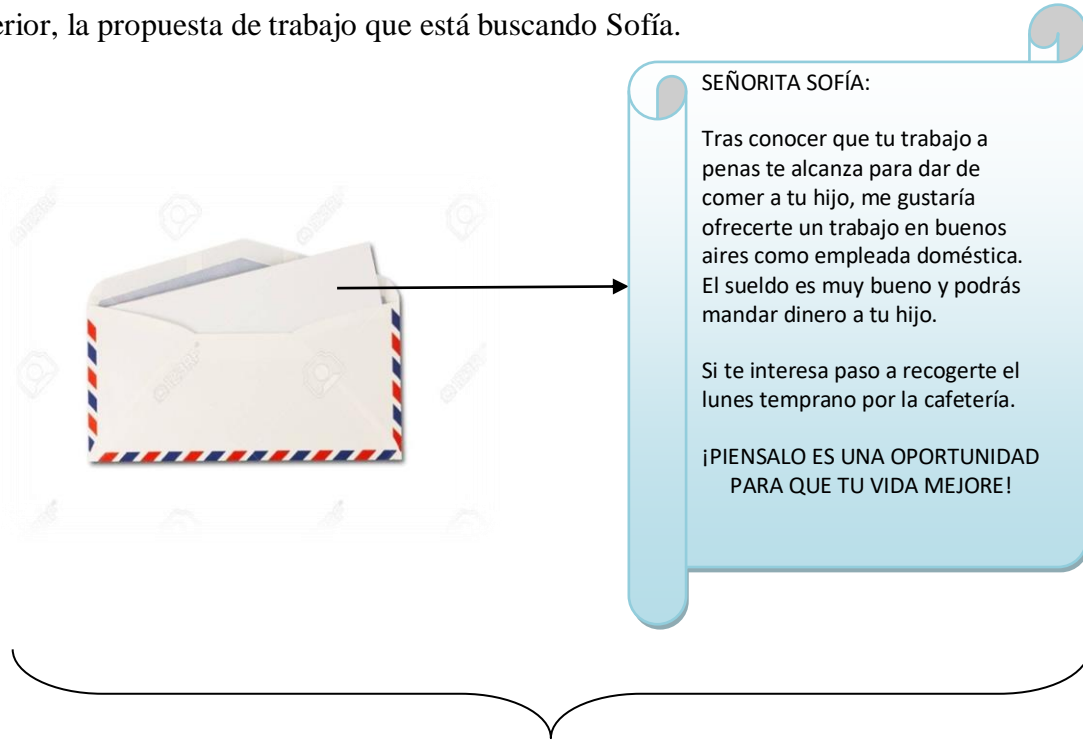 erior, la propuesta de trabajo que está buscando Sofía.
SEÑORITA SOFÍA:
Tras conocer que tu trabajo a
penas te alcanza para dar de
comer a tu hijo, me gustaría
ofrecerte un trabajo en buenos
aires como empleada doméstica.
El sueldo es muy bueno y podrás
mandar dinero a tu hijo.
Si te interesa paso a recogerte el
lunes temprano por la cafetería.
¡PIENSALO ES UNA OPORTUNIDAD
PARA QUE TU VIDA MEJORE!